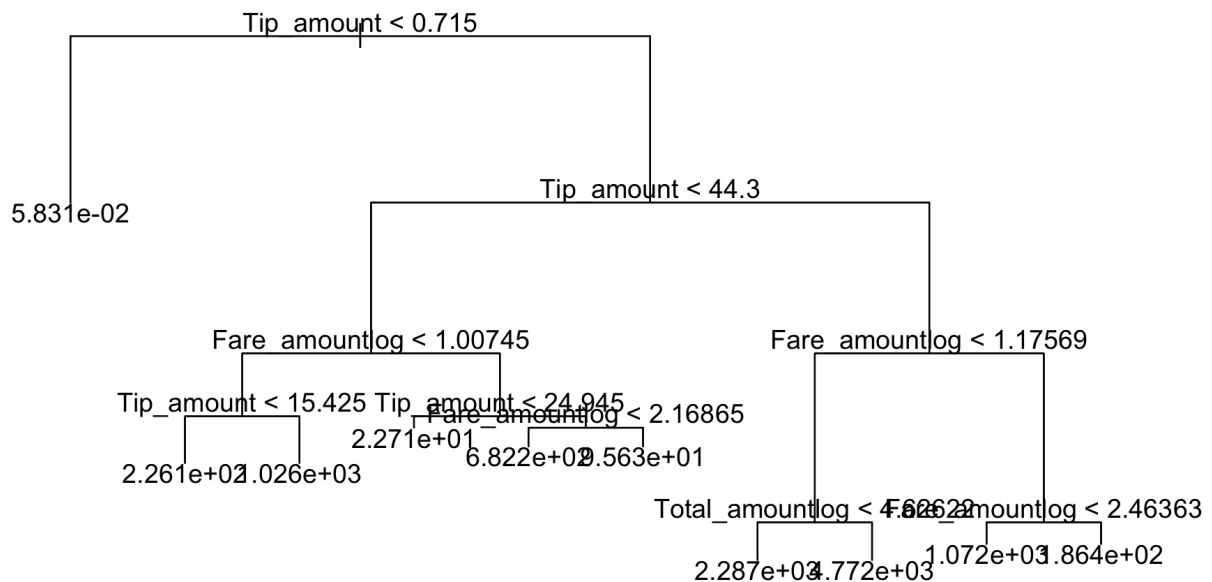 Tip_amount < 0.715
Tip_amount < 44.3
5.831e-02
Fare_amountlog < 1.00745
Fare_amountlog < 1.17569
Tip_amount < 15.425
Tip_amount < 24.945
Fare_amountlog < 2.16865
2.271e+01
2.261e+02
1.026e+03
6.822e+02
9.563e+01
Total_amountlog < 4.62622
Fare_amountlog < 2.46363
2.287e+03
4.772e+03
1.072e+03
1.864e+02